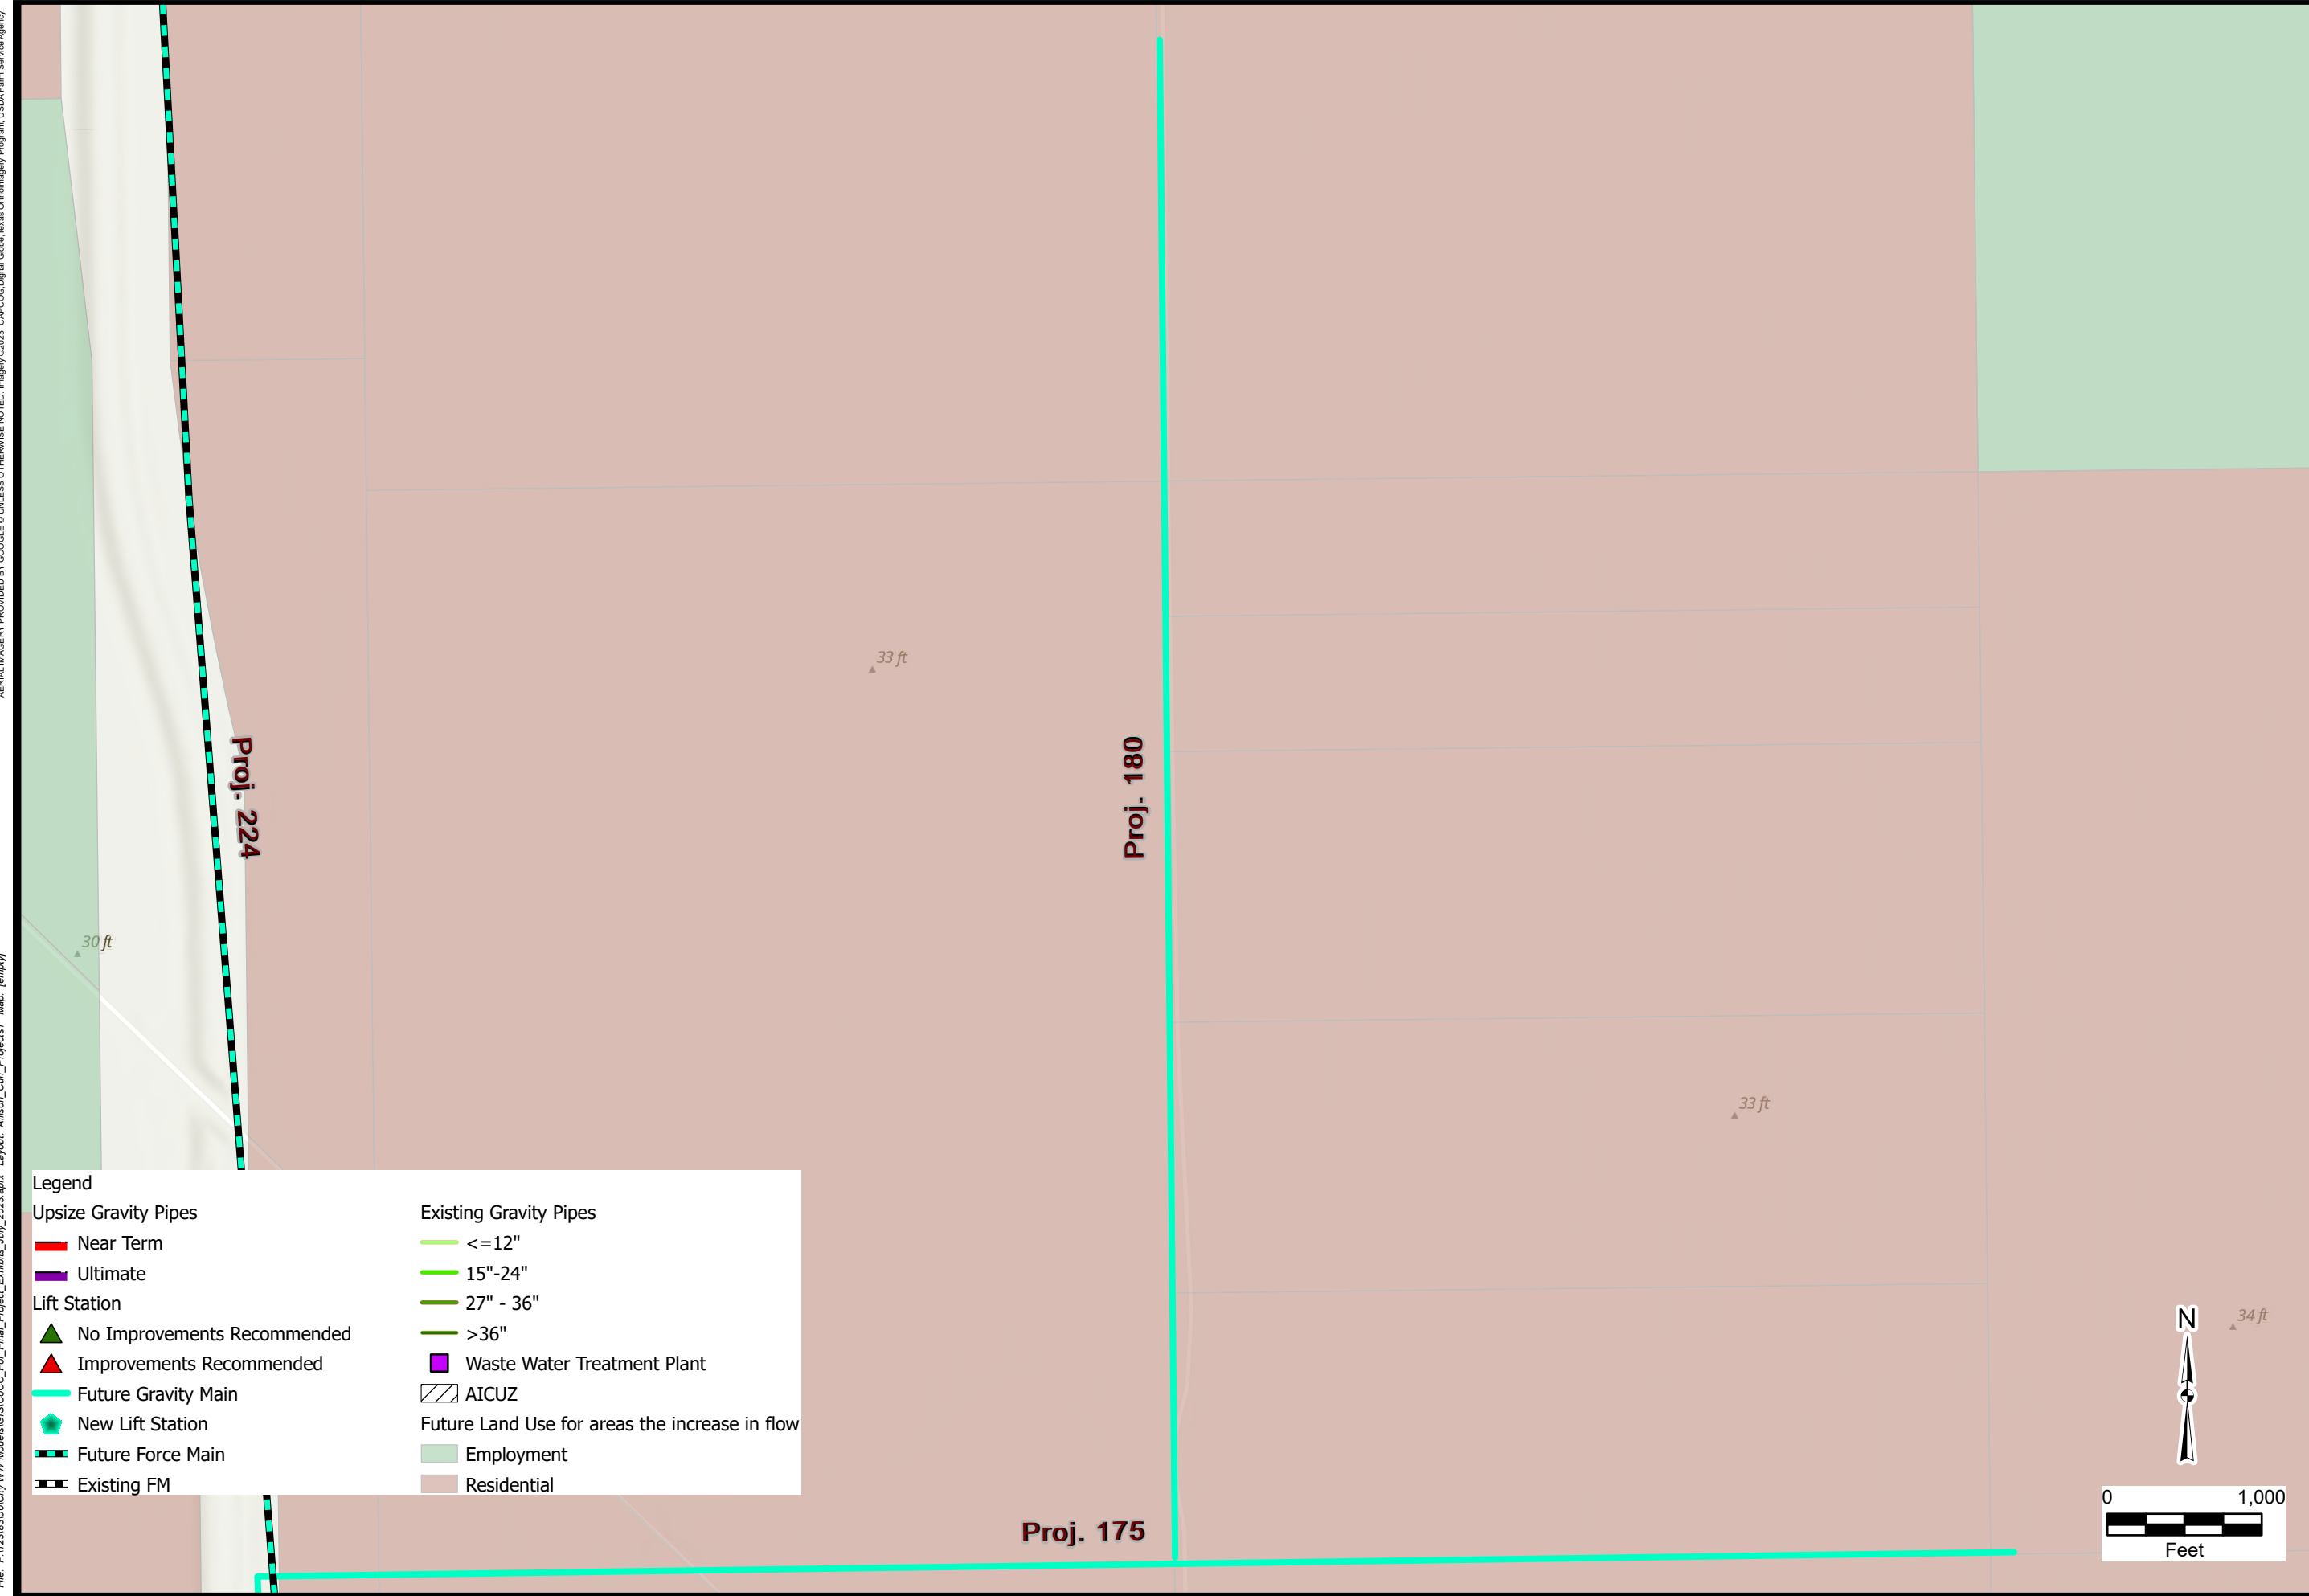 33 ft
Proj. 224
Proj. 180
30 ft
33 ft
34 ft
N
Legend
Upsize Gravity Pipes
Near Term
Ultimate
Lift Station
No Improvements Recommended
Improvements Recommended
Future Gravity Main
New Lift Station
Future Force Main
Existing FM
Existing Gravity Pipes
<=12"
15"-24"
27" - 36"
>36"
Waste Water Treatment Plant
AICUZ
Future Land Use for areas the increase in flow
Employment
Residential
0 1,000
Feet
Proj. 175